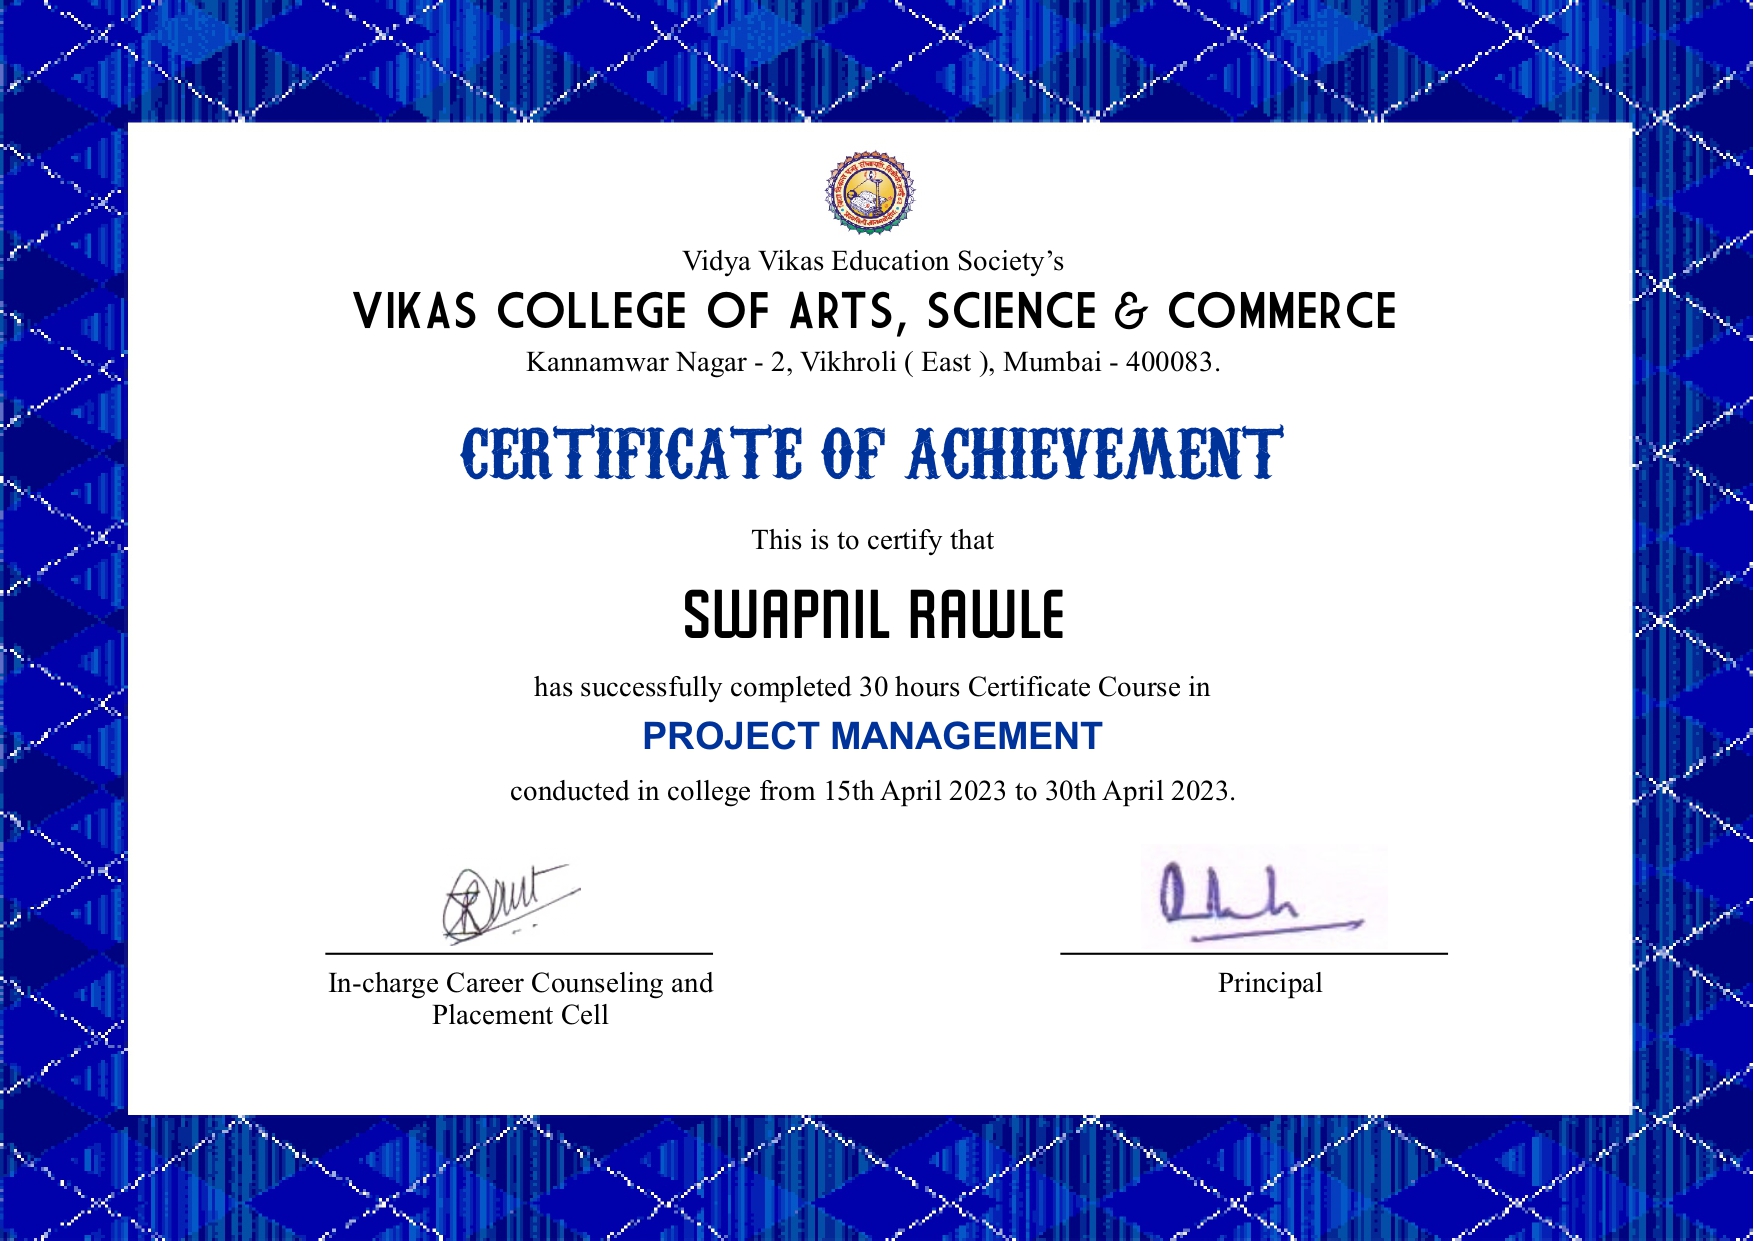 Vidya Vikas Education Society’s
VIKAS COLLEGE OF ARTS, SCIENCE & COMMERCE
Kannamwar Nagar - 2, Vikhroli ( East ), Mumbai - 400083.
CERTIFICATE OF ACHIEVEMENT
This is to certify that
SWAPNIL RAWLE
has successfully completed 30 hours Certificate Course in
PROJECT MANAGEMENT
conducted in college from 15th April 2023 to 30th April 2023.
In-charge Career Counseling and
Placement Cell
Principal